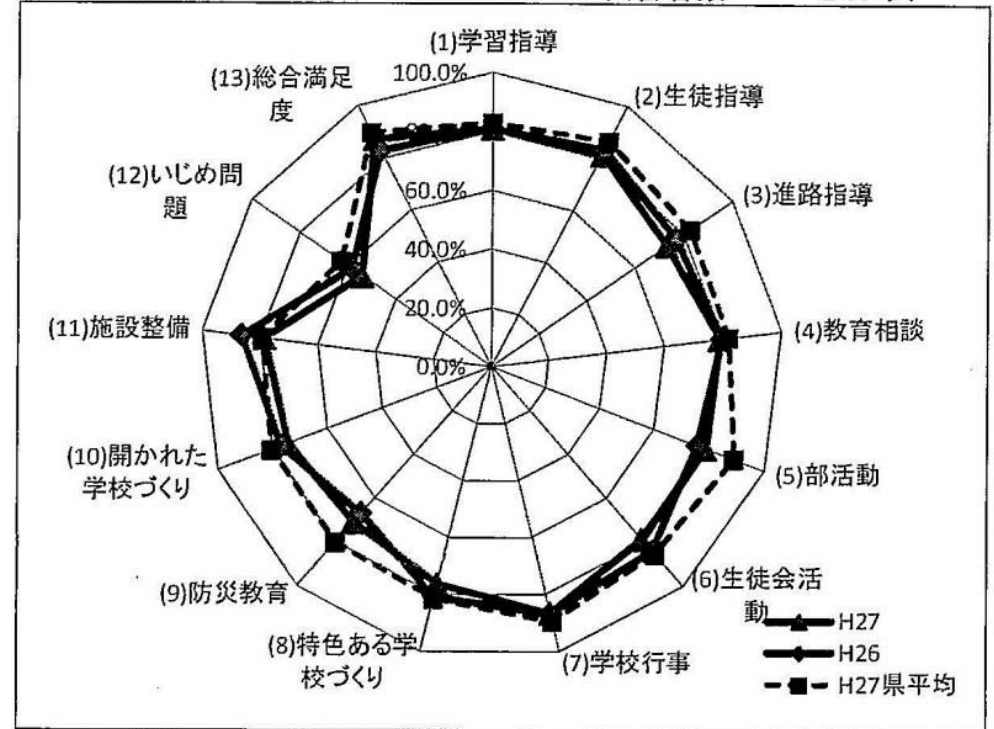 (1)学習指導
100.0%
(13)総合満足
度
(2)生徒指導
(12)いじめ問
題
60.0%
(3)進路指導
40.0%
(11)施設整備
20.0%
(4)教育相談
0.0%
(10)開かれた
学校づくり
(5)部活動
(9)防災教育
(6)生徒会活
動
(8)特色ある学
校づくり
(7)学校行事
H27
H26
H27県平均